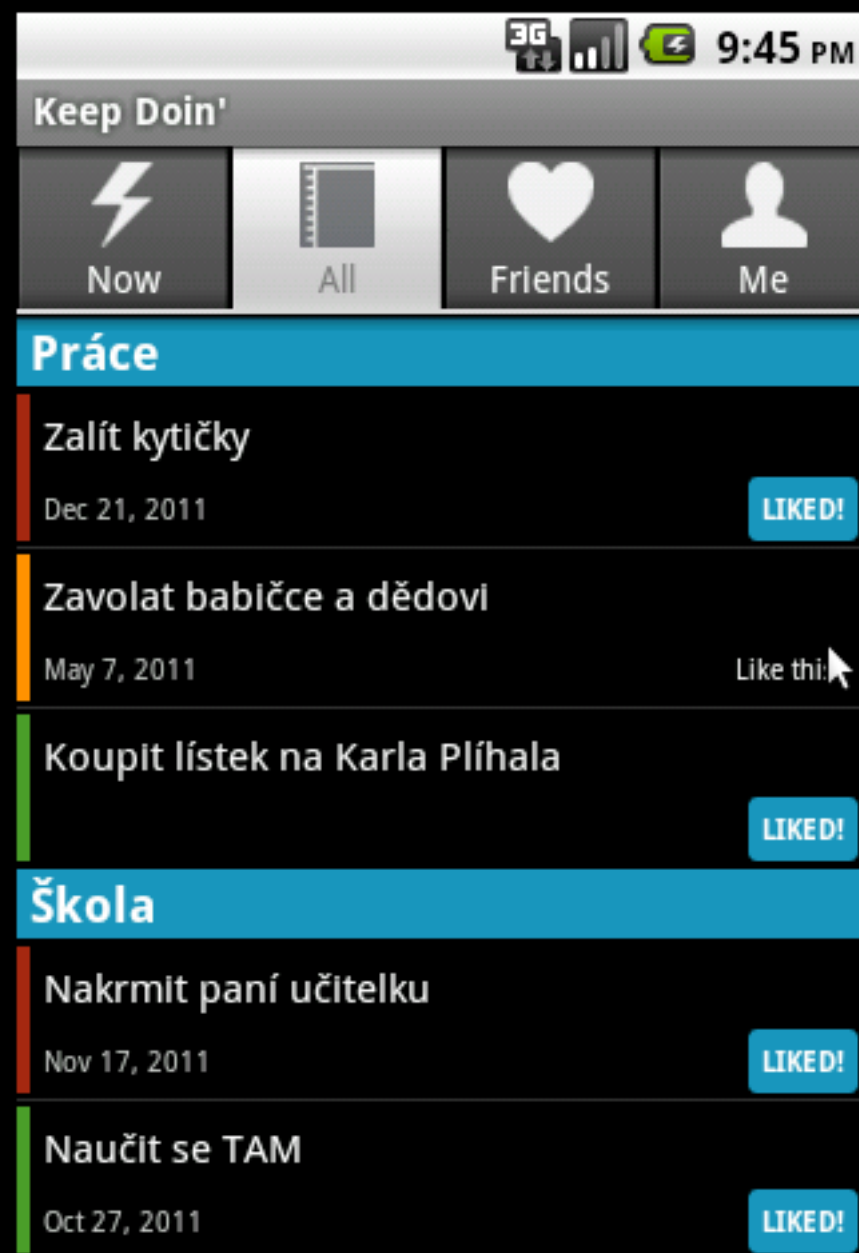 3G 9:45 PM
Keep Doin'
Now All Friends Me
Práce
Zalít kytičky
Dec 21, 2011 LIKED!
Zavolat babičce a dědovi
May 7, 2011 Like this
Koupit lístek na Karla Plíhala
LIKED!
Škola
Nakrmit paní učitelku
Nov 17, 2011 LIKED!
Naučit se TAM
Oct 27, 2011 LIKED!